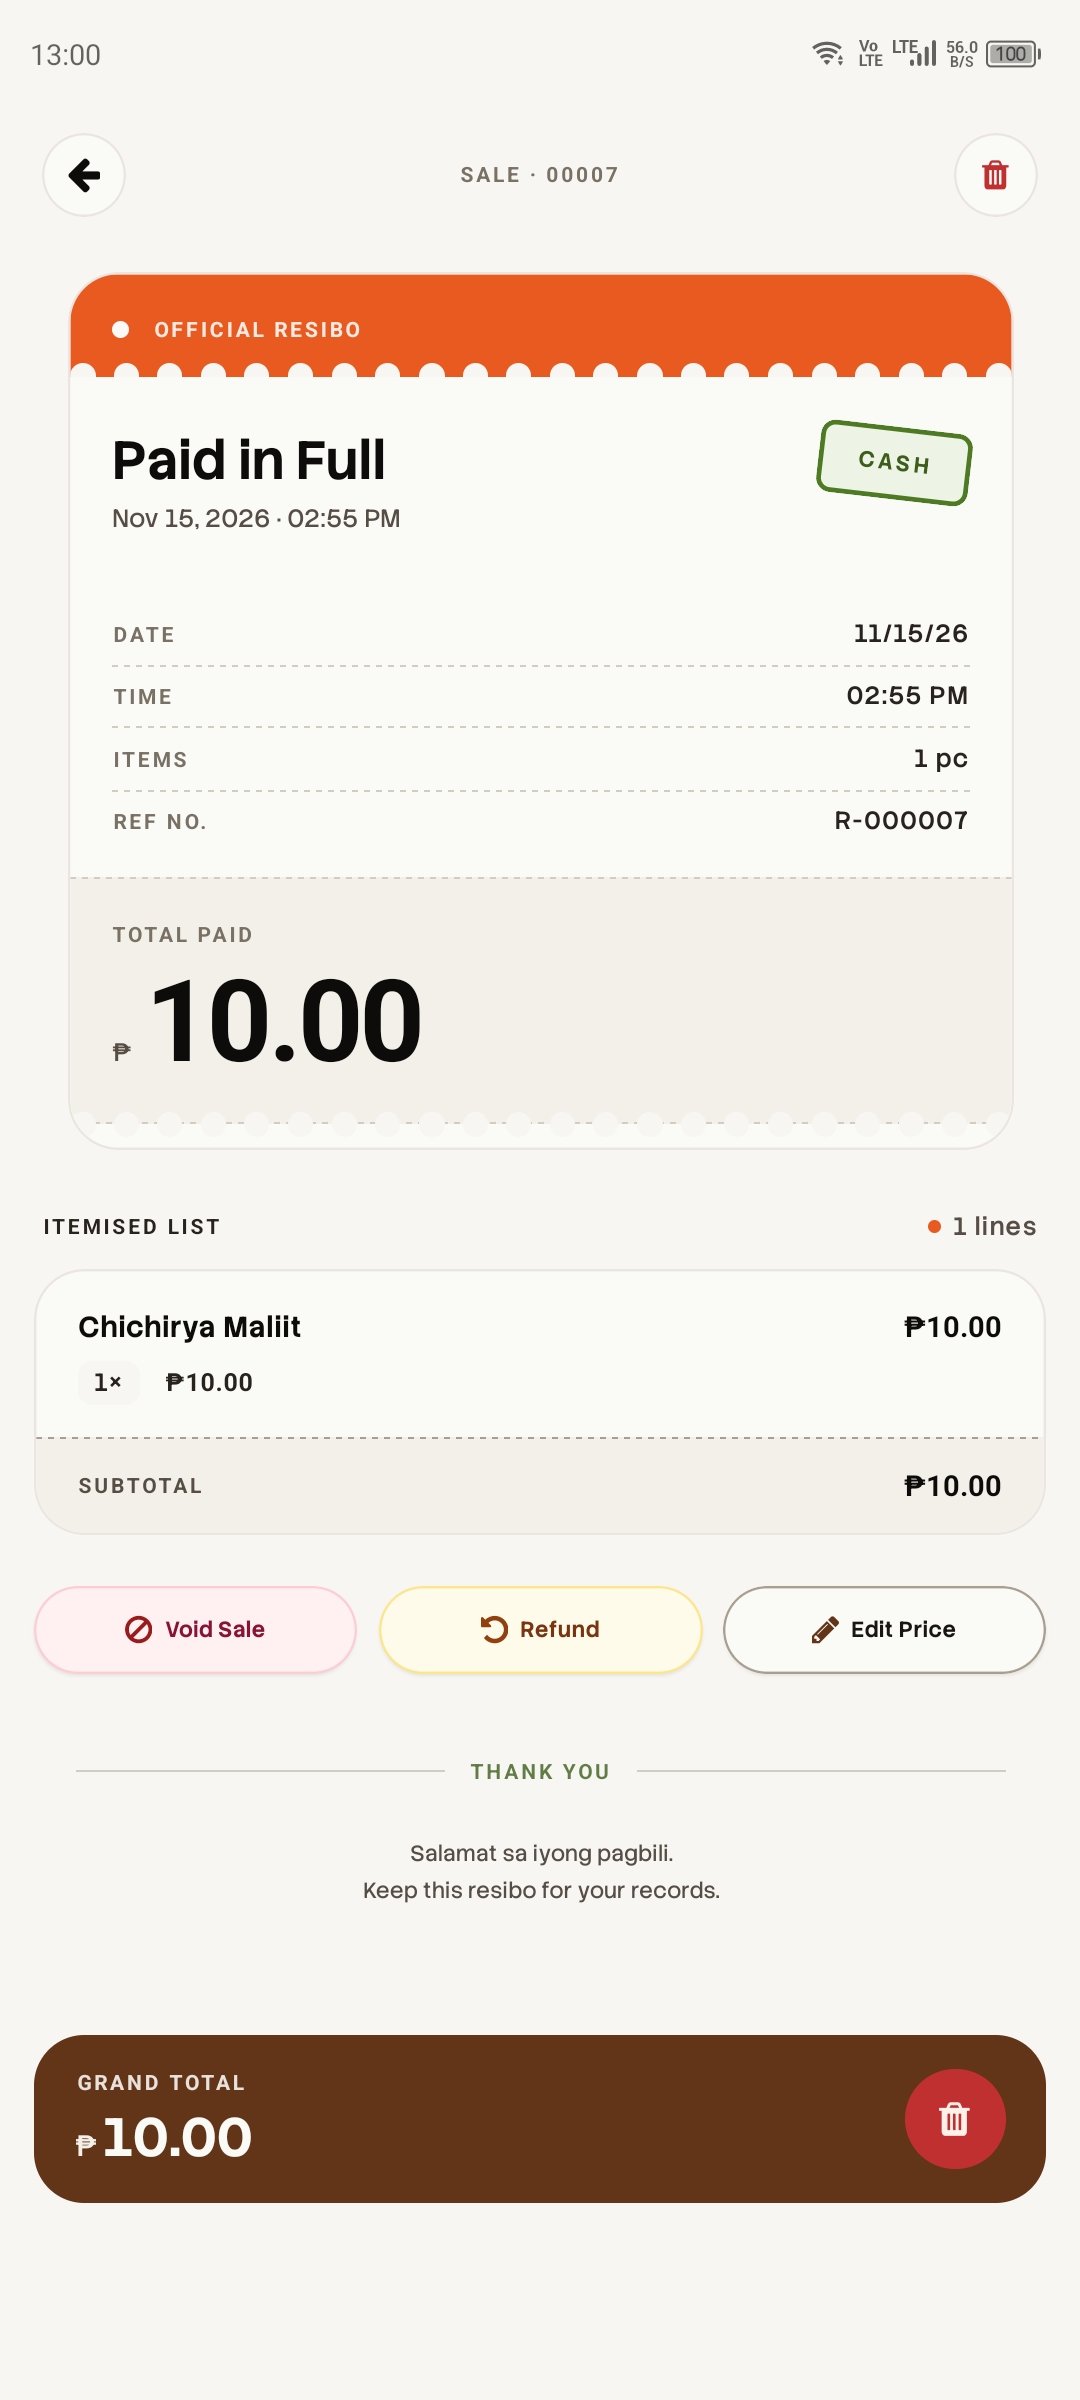 13:00
Vo LTE LTE 56.0 B/S 100
SALE · 00007
OFFICIAL RESIBO
Paid in Full
CASH
Nov 15, 2026 · 02:55 PM
DATE 11/15/26
TIME 02:55 PM
ITEMS 1 pc
REF NO. R-000007
TOTAL PAID
₱ 10.00
ITEMISED LIST 1 lines
Chichirya Maliit ₱10.00
1× ₱10.00
SUBTOTAL ₱10.00
Void Sale Refund Edit Price
THANK YOU
Salamat sa iyong pagbili.
Keep this resibo for your records.
GRAND TOTAL
₱10.00